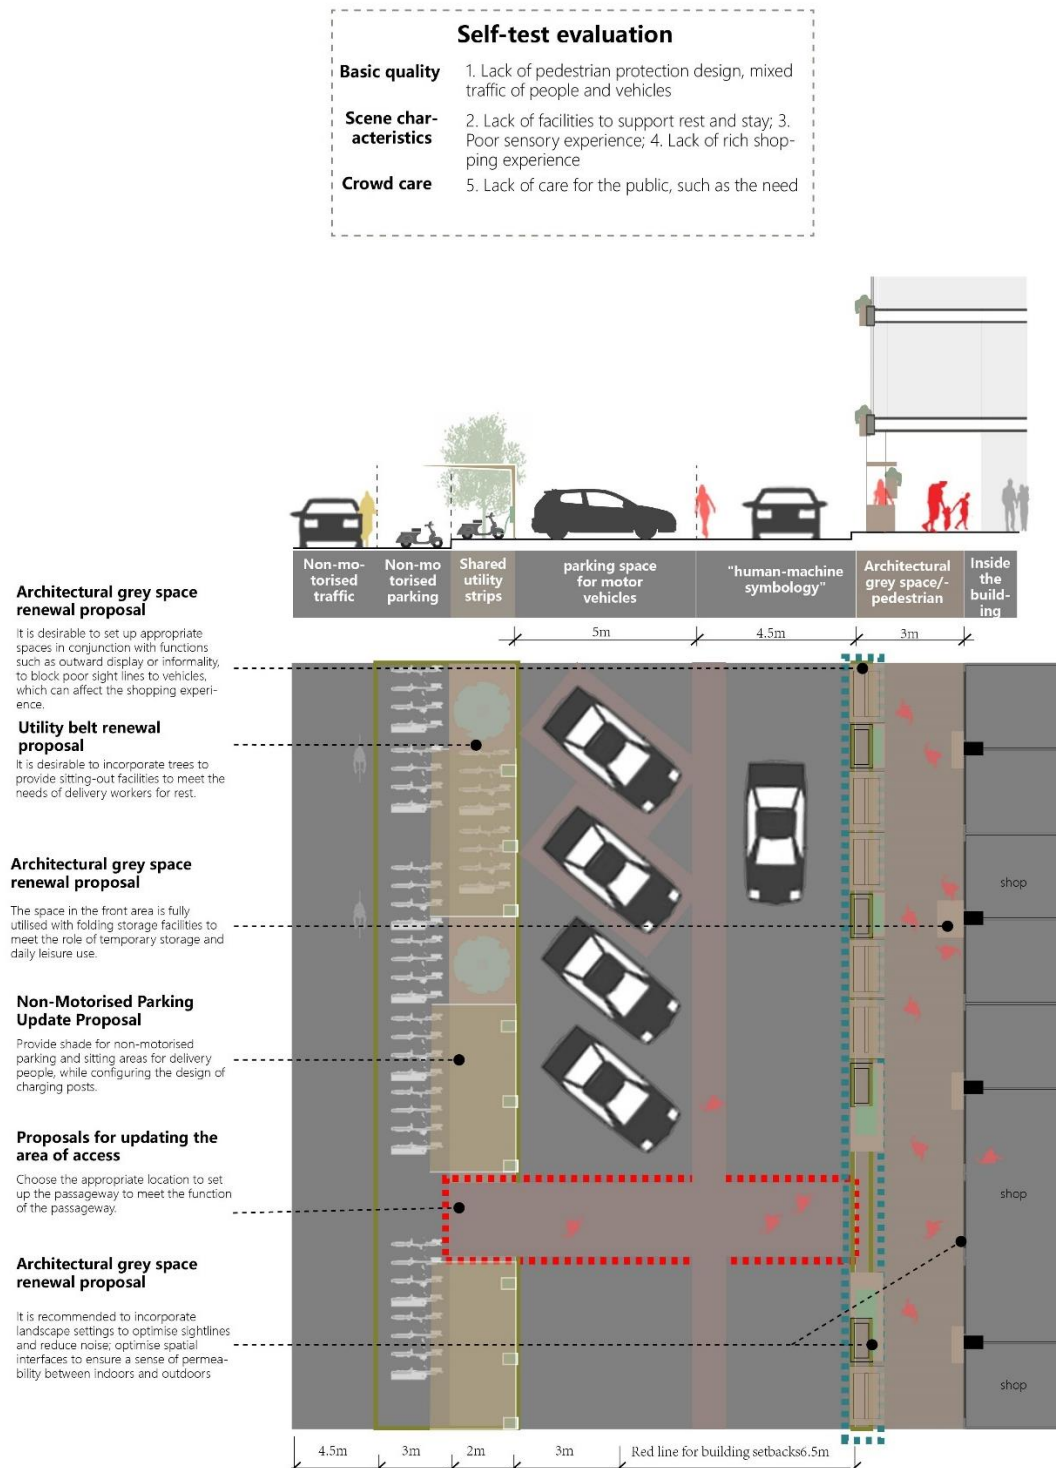 Self-test evaluation
Basic quality
1. Lack of pedestrian protection design, mixed
traffic of people and vehicles
Scene char-
acteristics
2. Lack of facilities to support rest and stay; 3.
Poor sensory experience; 4. Lack of rich shop-
ping experience
Crowd care
5. Lack of care for the public, such as the need
Non-mo-
torised
traffic
Non-mo
torised
parking
Shared
utility
strips
parking space
for motor
vehicles
"human-machine
symbology"
Architectural
grey space/-
pedestrian
Inside
the
build-
ing
5m
4.5m
3m
Architectural grey space
renewal proposal
It is desirable to set up appropriate
spaces in conjunction with functions
such as outward display or informality,
to block poor sight lines to vehicles,
which can affect the shopping experi-
ence.
Utility belt renewal
proposal
It is desirable to incorporate trees to
provide sitting-out facilities to meet the
needs of delivery workers for rest.
Architectural grey space
renewal proposal
The space in the front area is fully
utilised with folding storage facilities to
meet the role of temporary storage and
daily leisure use.
Non-Motorised Parking
Update Proposal
Provide shade for non-motorised
parking and sitting areas for delivery
people, while configuring the design of
charging posts.
Proposals for updating the
area of access
Choose the appropriate location to set
up the passageway to meet the function
of the passageway.
Architectural grey space
renewal proposal
It is recommended to incorporate
landscape settings to optimise sightlines
and reduce noise; optimise spatial
interfaces to ensure a sense of permea-
bility between indoors and outdoors
shop
shop
shop
4.5m
3m
2m
3m
Red line for building setbacks6.5m